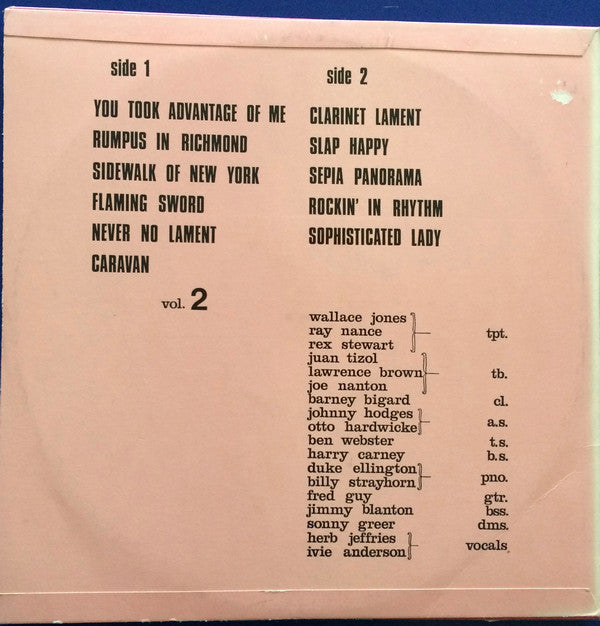 side 1
YOU TOOK ADVANTAGE OF ME
RUMPUS IN RICHMOND
SIDEWALK OF NEW YORK
FLAMING SWORD
NEVER NO LAMENT
CARAVAN
vol. 2
side 2
CLARINET LAMENT
SLAP HAPPY
SEPIA PANORAMA
ROCKIN' IN RHYTHM
SOPHISTICATED LADY
wallace jones
ray nance tpt.
rex stewart
juan tizol
lawrence brown tb.
joe nanton
barney bigard cl.
johnny hodges
otto hardwicke a.s.
ben webster t.s.
harry carney b.s.
duke ellington
billy strayhorn pno.
fred guy gtr.
jimmy blanton bss.
sonny greer dms.
herb jeffries
ivie anderson vocals